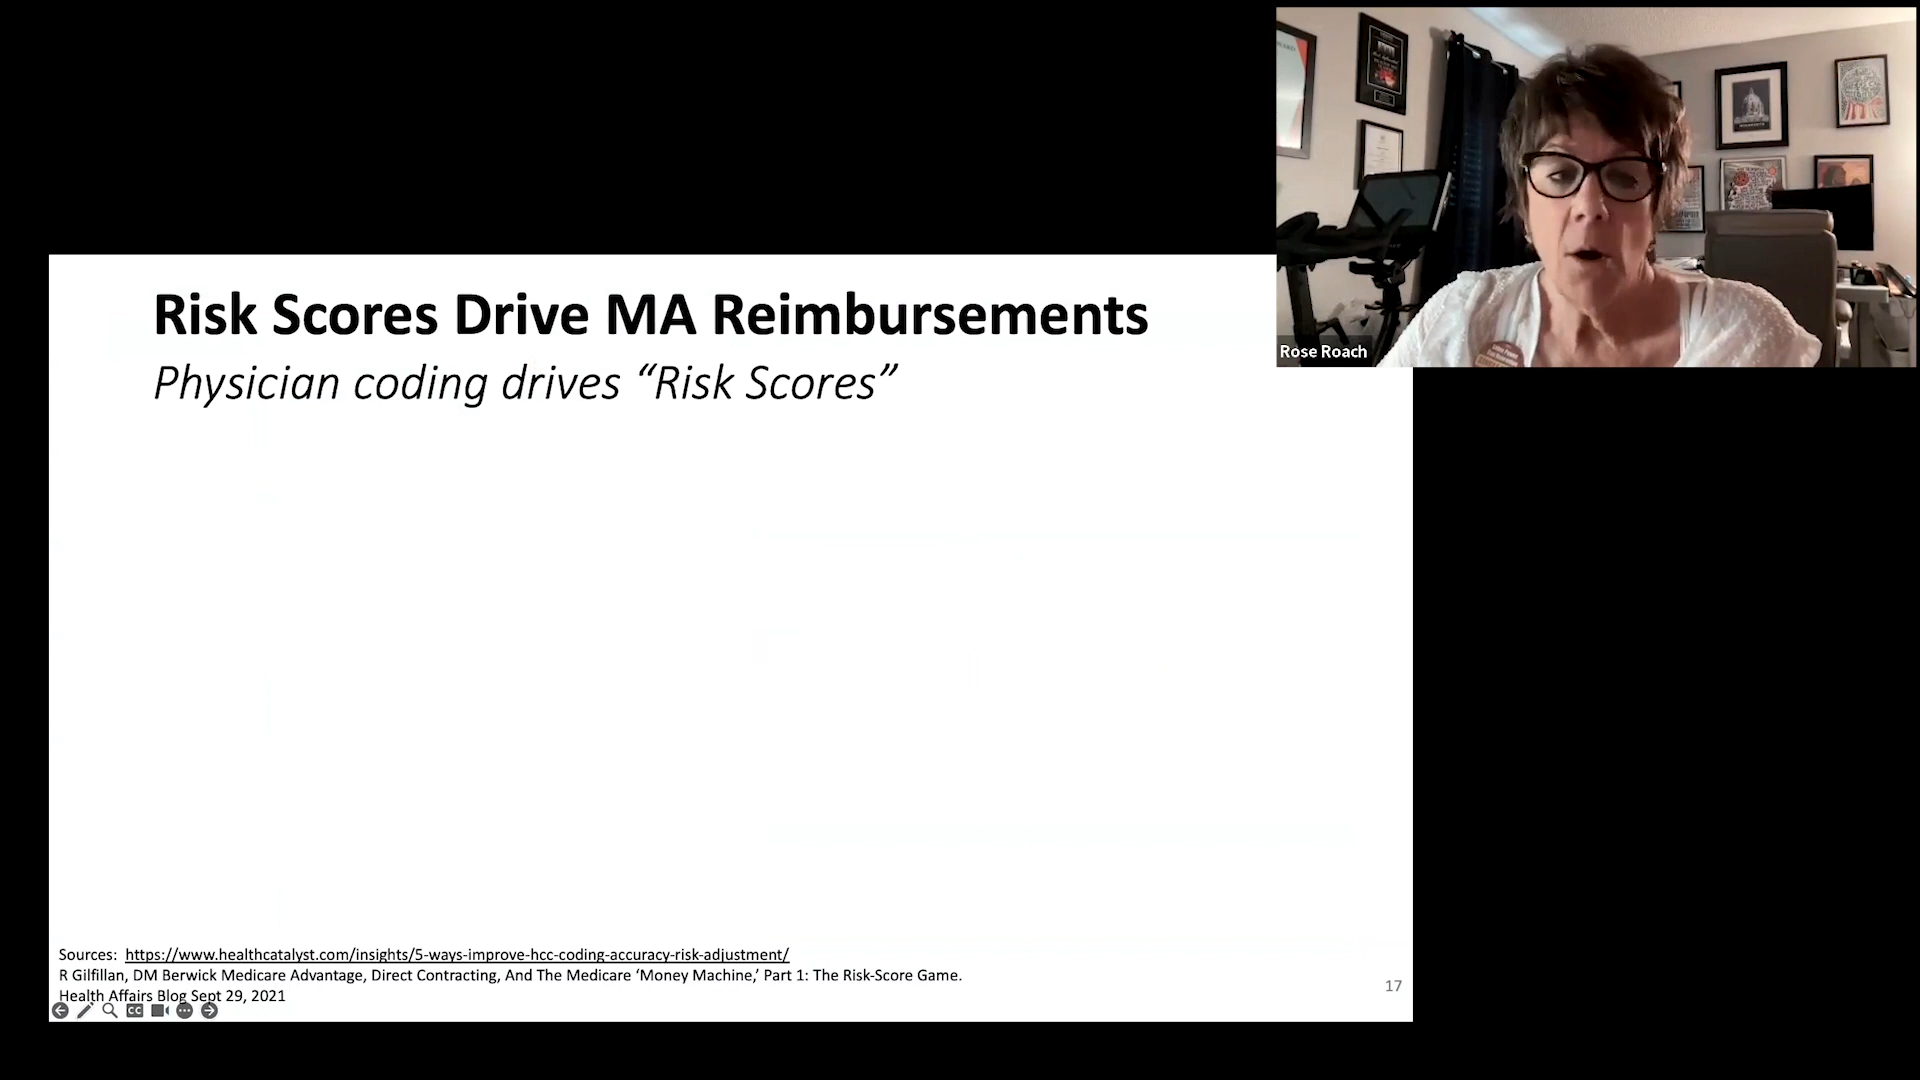 Risk Scores Drive MA Reimbursements
Physician coding drives “Risk Scores”
Rose Roach
Sources: https://www.healthcatalyst.com/insights/5-ways-improve-hcc-coding-accuracy-risk-adjustment/
R Gilfillan, DM Berwick Medicare Advantage, Direct Contracting, And The Medicare ‘Money Machine,’ Part 1: The Risk-Score Game.
Health Affairs Blog Sept 29, 2021
17
CC